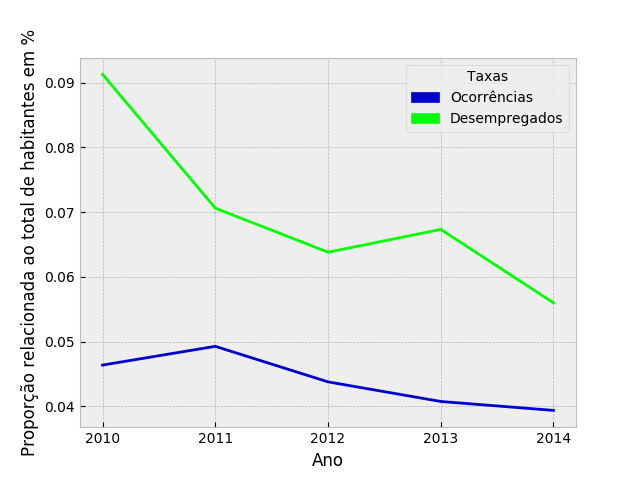 Proporção relacionada ao total de habitantes em %
0.09
0.08
0.07
0.06
0.05
0.04
Taxas
Ocorrências
Desempregados
2010 2011 2012 2013 2014
Ano